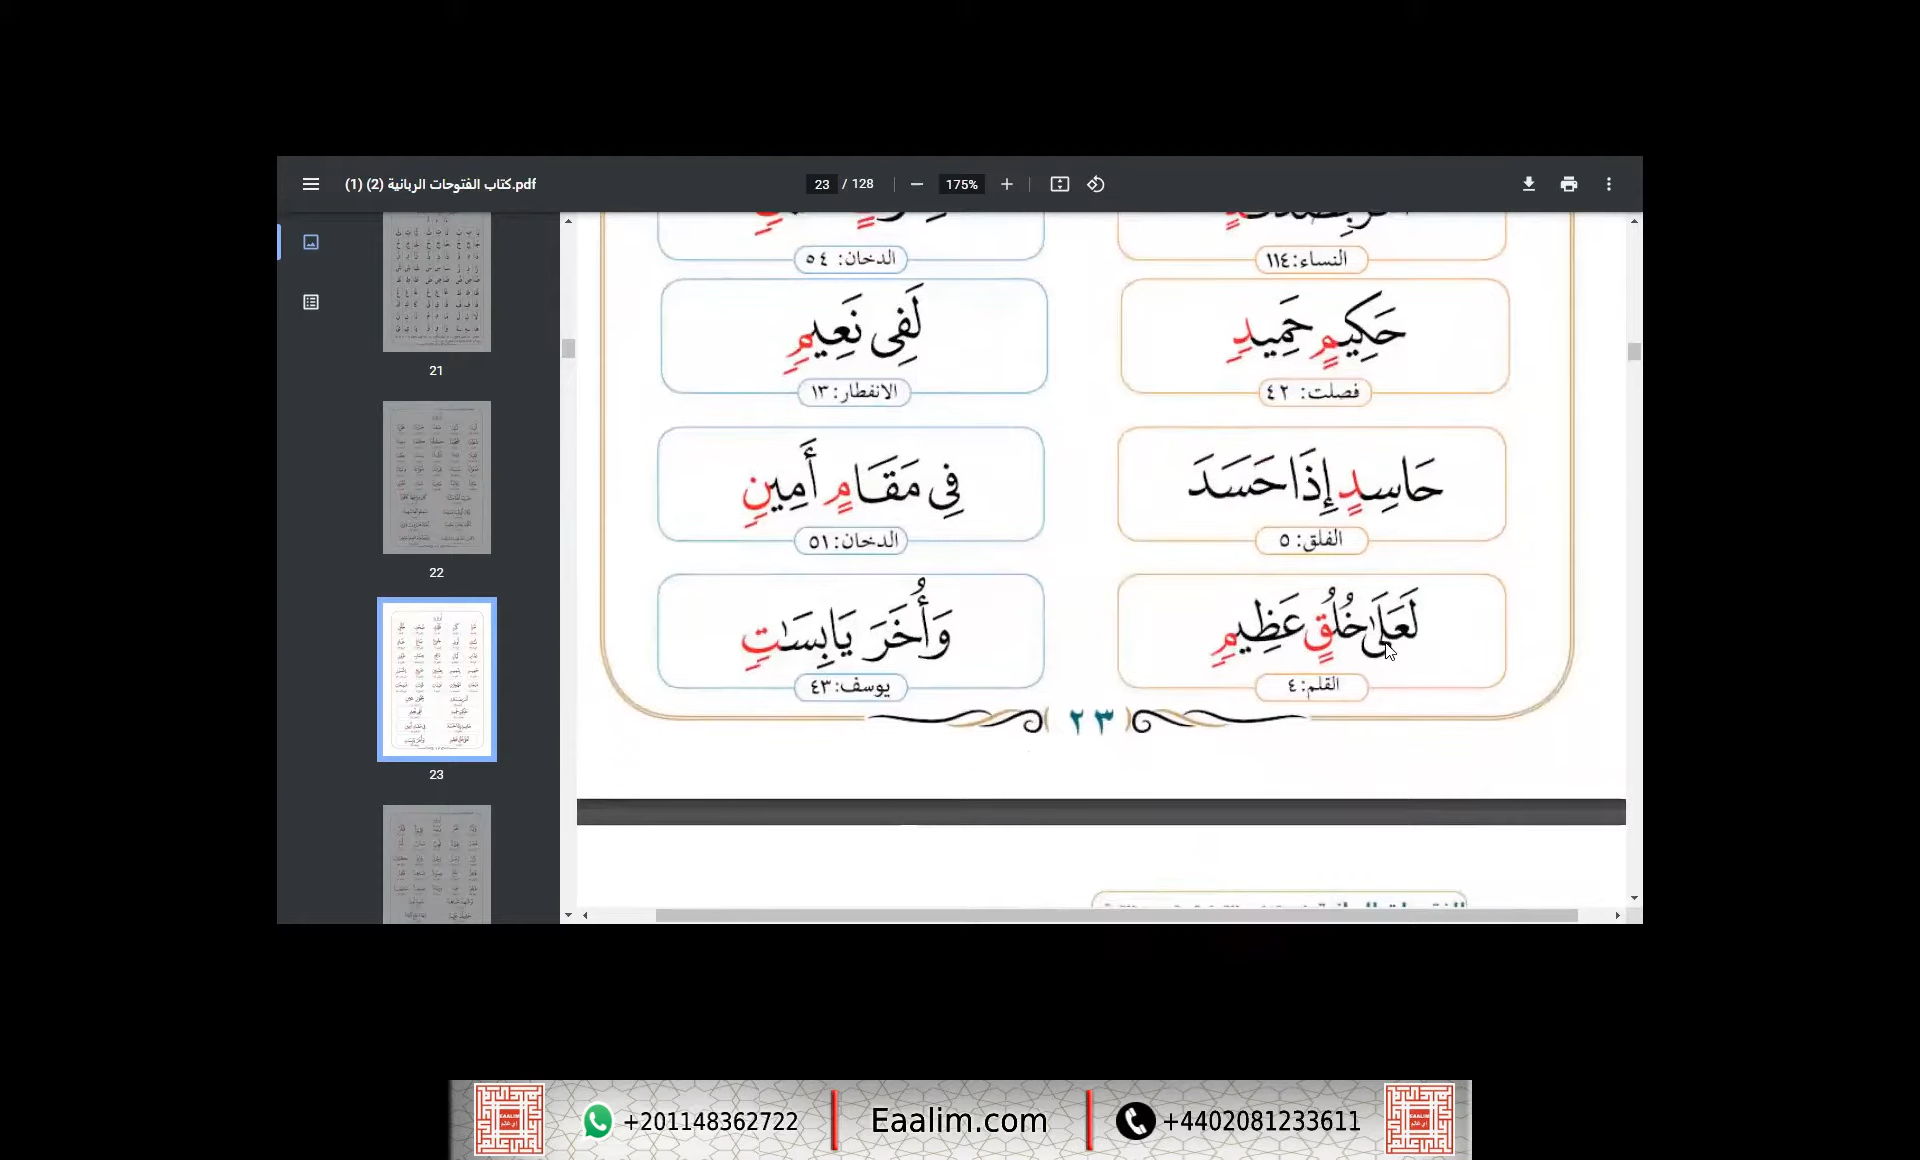 كتاب الفتوحات الربانية (2) (1).pdf
23 / 128
175%
21
22
23
النساء: ١١٤
الدخان: ٥٤
حَكِيمٍ حَمِيدٍ
لَفِى نَعِيمٍ
فصلت: ٤٢
الانفطار: ١٣
حَاسِدٍ إِذَا حَسَدَ
فِى مَقَامٍ أَمِينٍ
الفلق: ٥
الدخان: ٥١
لَعَلَىٰ خُلُقٍ عَظِيمٍ
وَأُخَرَ يَابِسَٰتٍ
القلم: ٤
يوسف: ٤٣
٢٣
+201148362722
Eaalim.com
+4402081233611
EAALIM
EAALIM